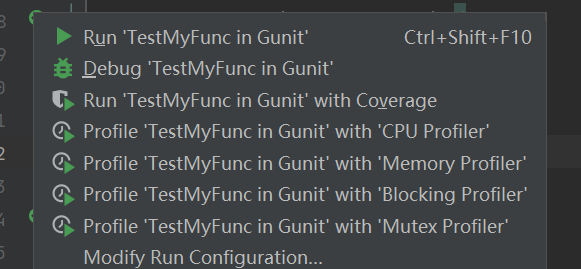 Run 'TestMyFunc in Gunit' Ctrl+Shift+F10
Debug 'TestMyFunc in Gunit'
Run 'TestMyFunc in Gunit' with Coverage
Profile 'TestMyFunc in Gunit' with 'CPU Profiler'
Profile 'TestMyFunc in Gunit' with 'Memory Profiler'
Profile 'TestMyFunc in Gunit' with 'Blocking Profiler'
Profile 'TestMyFunc in Gunit' with 'Mutex Profiler'
Modify Run Configuration...